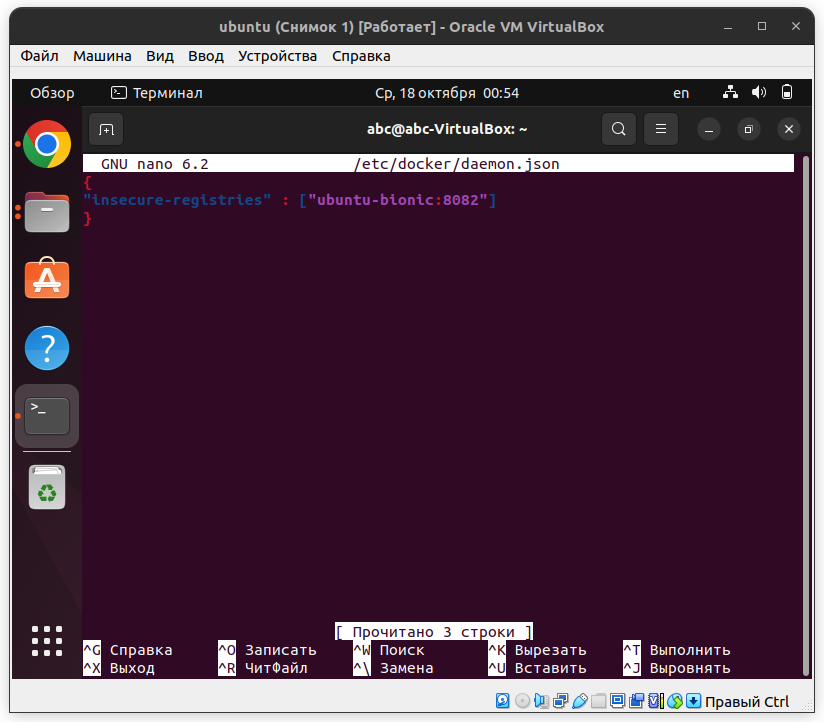 ubuntu (Снимок 1) [Работает] - Oracle VM VirtualBox
Файл Машина Вид Ввод Устройства Справка
Обзор Терминал Ср, 18 октября 00:54 en
abc@abc-VirtualBox: ~
GNU nano 6.2 /etc/docker/daemon.json
{
"insecure-registries" : ["ubuntu-bionic:8082"]
}
[ Прочитано 3 строки ]
^G Справка ^O Записать ^W Поиск ^K Вырезать ^T Выполнить
^X Выход ^R ЧитФайл ^\ Замена ^U Вставить ^J Выровнять
Правый Ctrl